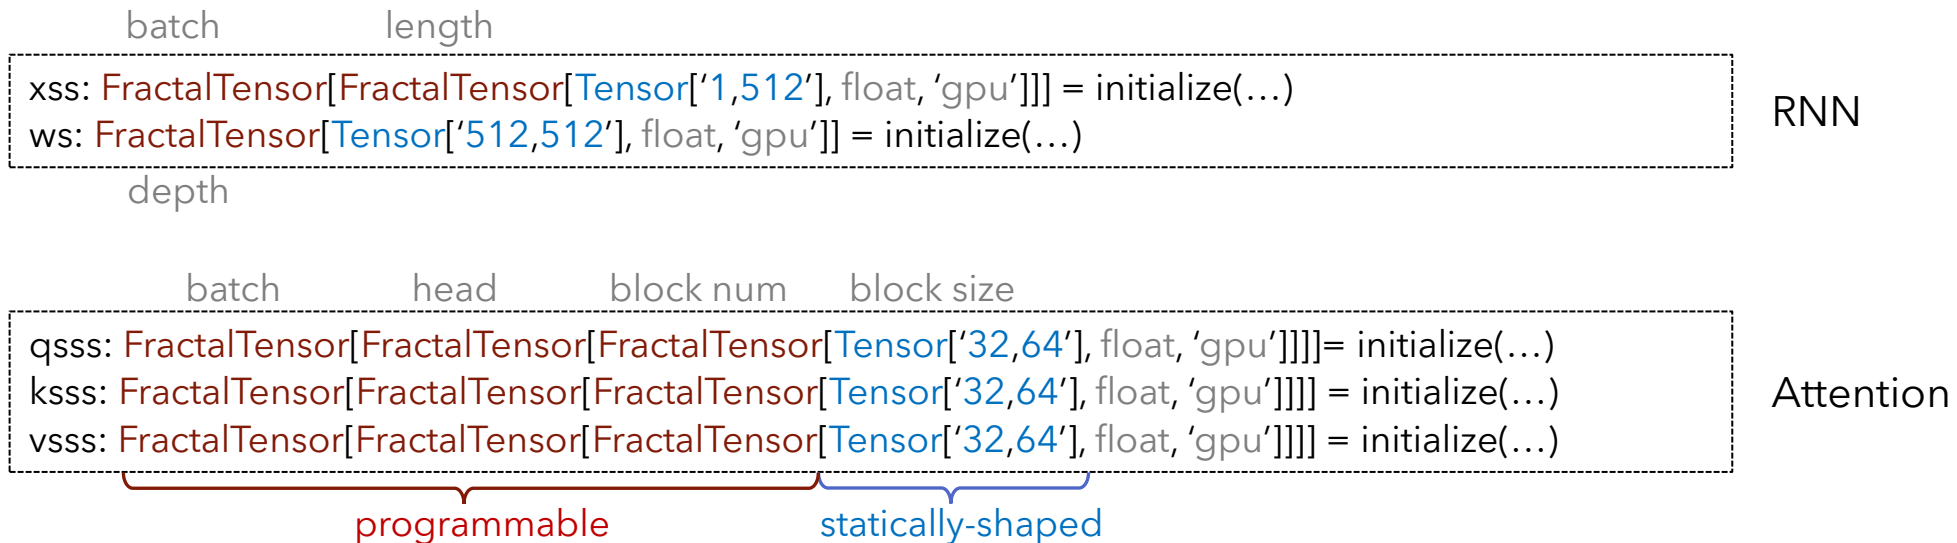 batch length
xss: FractalTensor[FractalTensor[Tensor[‘1,512’], float, ‘gpu’]]] = initialize(…)
ws: FractalTensor[Tensor[‘512,512’], float, ‘gpu’]] = initialize(…)
RNN
depth
batch head block num block size
qsss: FractalTensor[FractalTensor[FractalTensor[Tensor[‘32,64’], float, ‘gpu’]]]]= initialize(…)
ksss: FractalTensor[FractalTensor[FractalTensor[Tensor[‘32,64’], float, ‘gpu’]]]] = initialize(…)
vsss: FractalTensor[FractalTensor[FractalTensor[Tensor[‘32,64’], float, ‘gpu’]]]] = initialize(…)
Attention
programmable statically-shaped